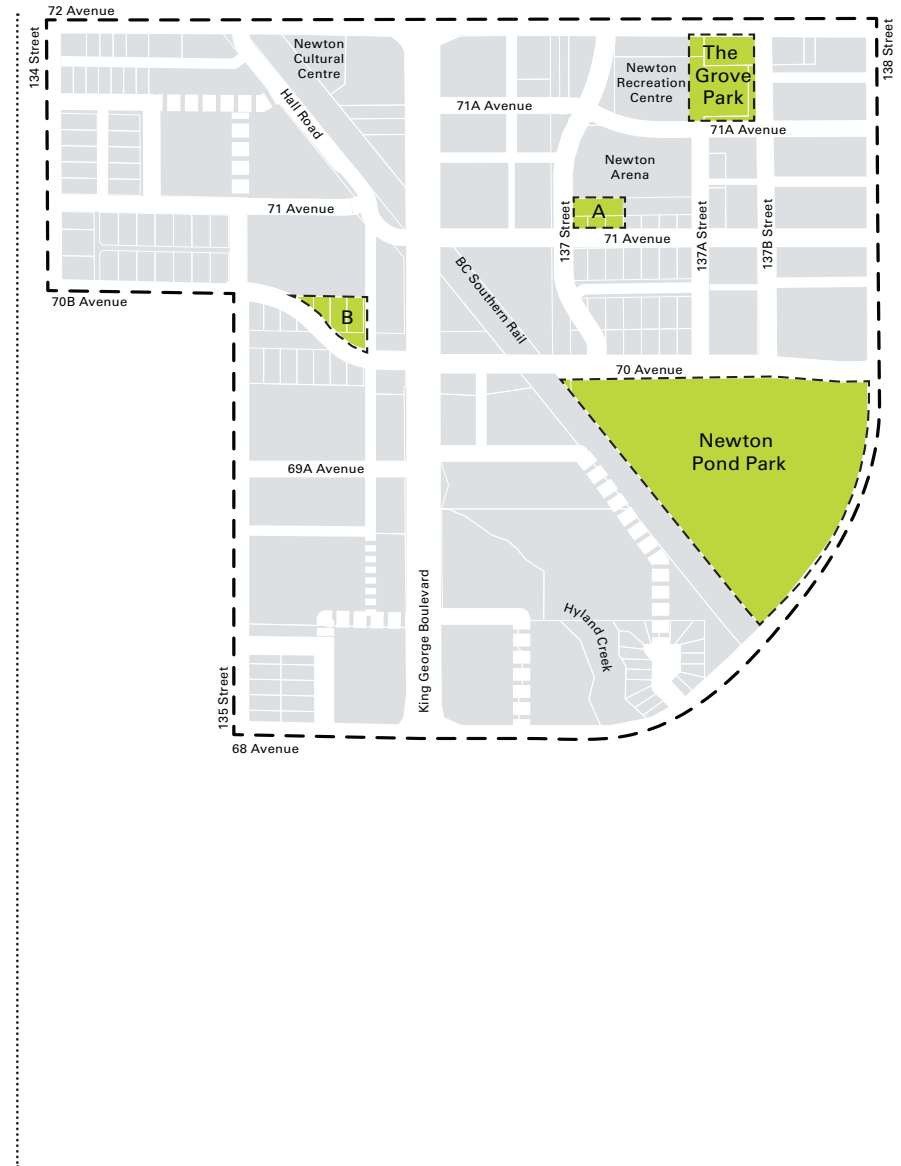 72 Avenue
134 Street
138 Street
Newton
Cultural
Centre
The
Grove
Park
Newton
Recreation
Centre
Hall Road
71A Avenue
71A Avenue
Newton
Arena
71 Avenue
A
137 Street
137A Street
137B Street
71 Avenue
BC Southern Rail
70B Avenue
B
70 Avenue
Newton
Pond Park
69A Avenue
King George Boulevard
Hyland Creek
135 Street
68 Avenue